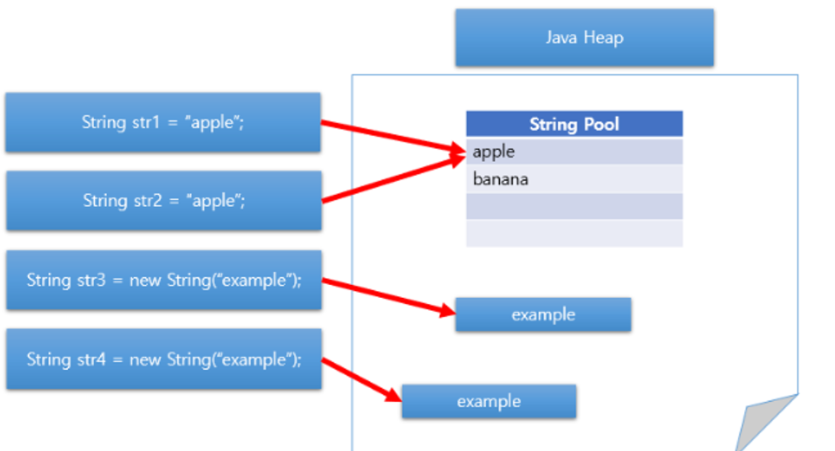 Java Heap
String str1 = “apple”;
String Pool
apple
banana
String str2 = "apple”;
String str3 = new String(“example”);
example
String str4 = new String(“example”);
example